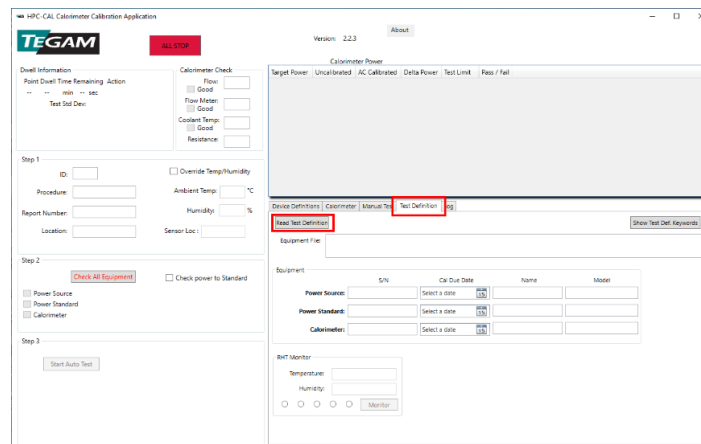 HPC-CAL Calorimeter Calibration Application
TEGAM
ALL STOP
Version: 2.2.3
About
Calorimeter Power
Dwell Information
Point Dwell Time Remaining Action
-- -- min -- sec
Test Std Dev:
Calorimeter Check
Flow:
Good
Flow Meter:
Good
Coolant Temp:
Good
Resistance:
Target Power Uncalibrated AC Calibrated Delta Power Test Limit Pass / Fail
Step 1
ID:
Override Temp/Humidity
Procedure:
Ambient Temp: °C
Report Number:
Humidity: %
Location:
Sensor Loc :
Device Definitions Calorimeter Manual Test Test Definition Log
Read Test Definition
Show Test Def. Keywords
Equipment File:
Step 2
Check All Equipment
Check power to Standard
Power Source
Power Standard
Calorimeter
Equipment
S/N Cal Due Date Name Model
Power Source: Select a date 15
Power Standard: Select a date 15
Calorimeter: Select a date 15
Step 3
Start Auto Test
RHT Monitor
Temperature:
Humidity:
Monitor